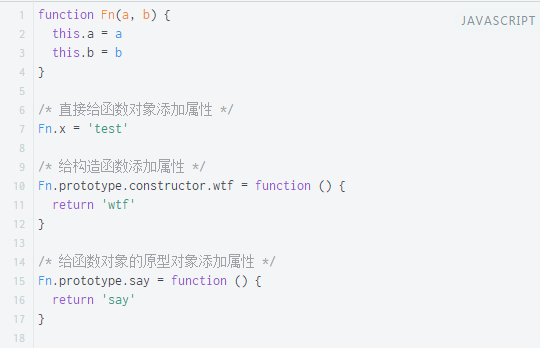 JAVASCRIPT
1 function Fn(a, b) {
2   this.a = a
3   this.b = b
4 }
5
6 /* 直接给函数对象添加属性 */
7 Fn.x = 'test'
8
9 /* 给构造函数添加属性 */
10 Fn.prototype.constructor.wtf = function () {
11   return 'wtf'
12 }
13
14 /* 给函数对象的原型对象添加属性 */
15 Fn.prototype.say = function () {
16   return 'say'
17 }
18